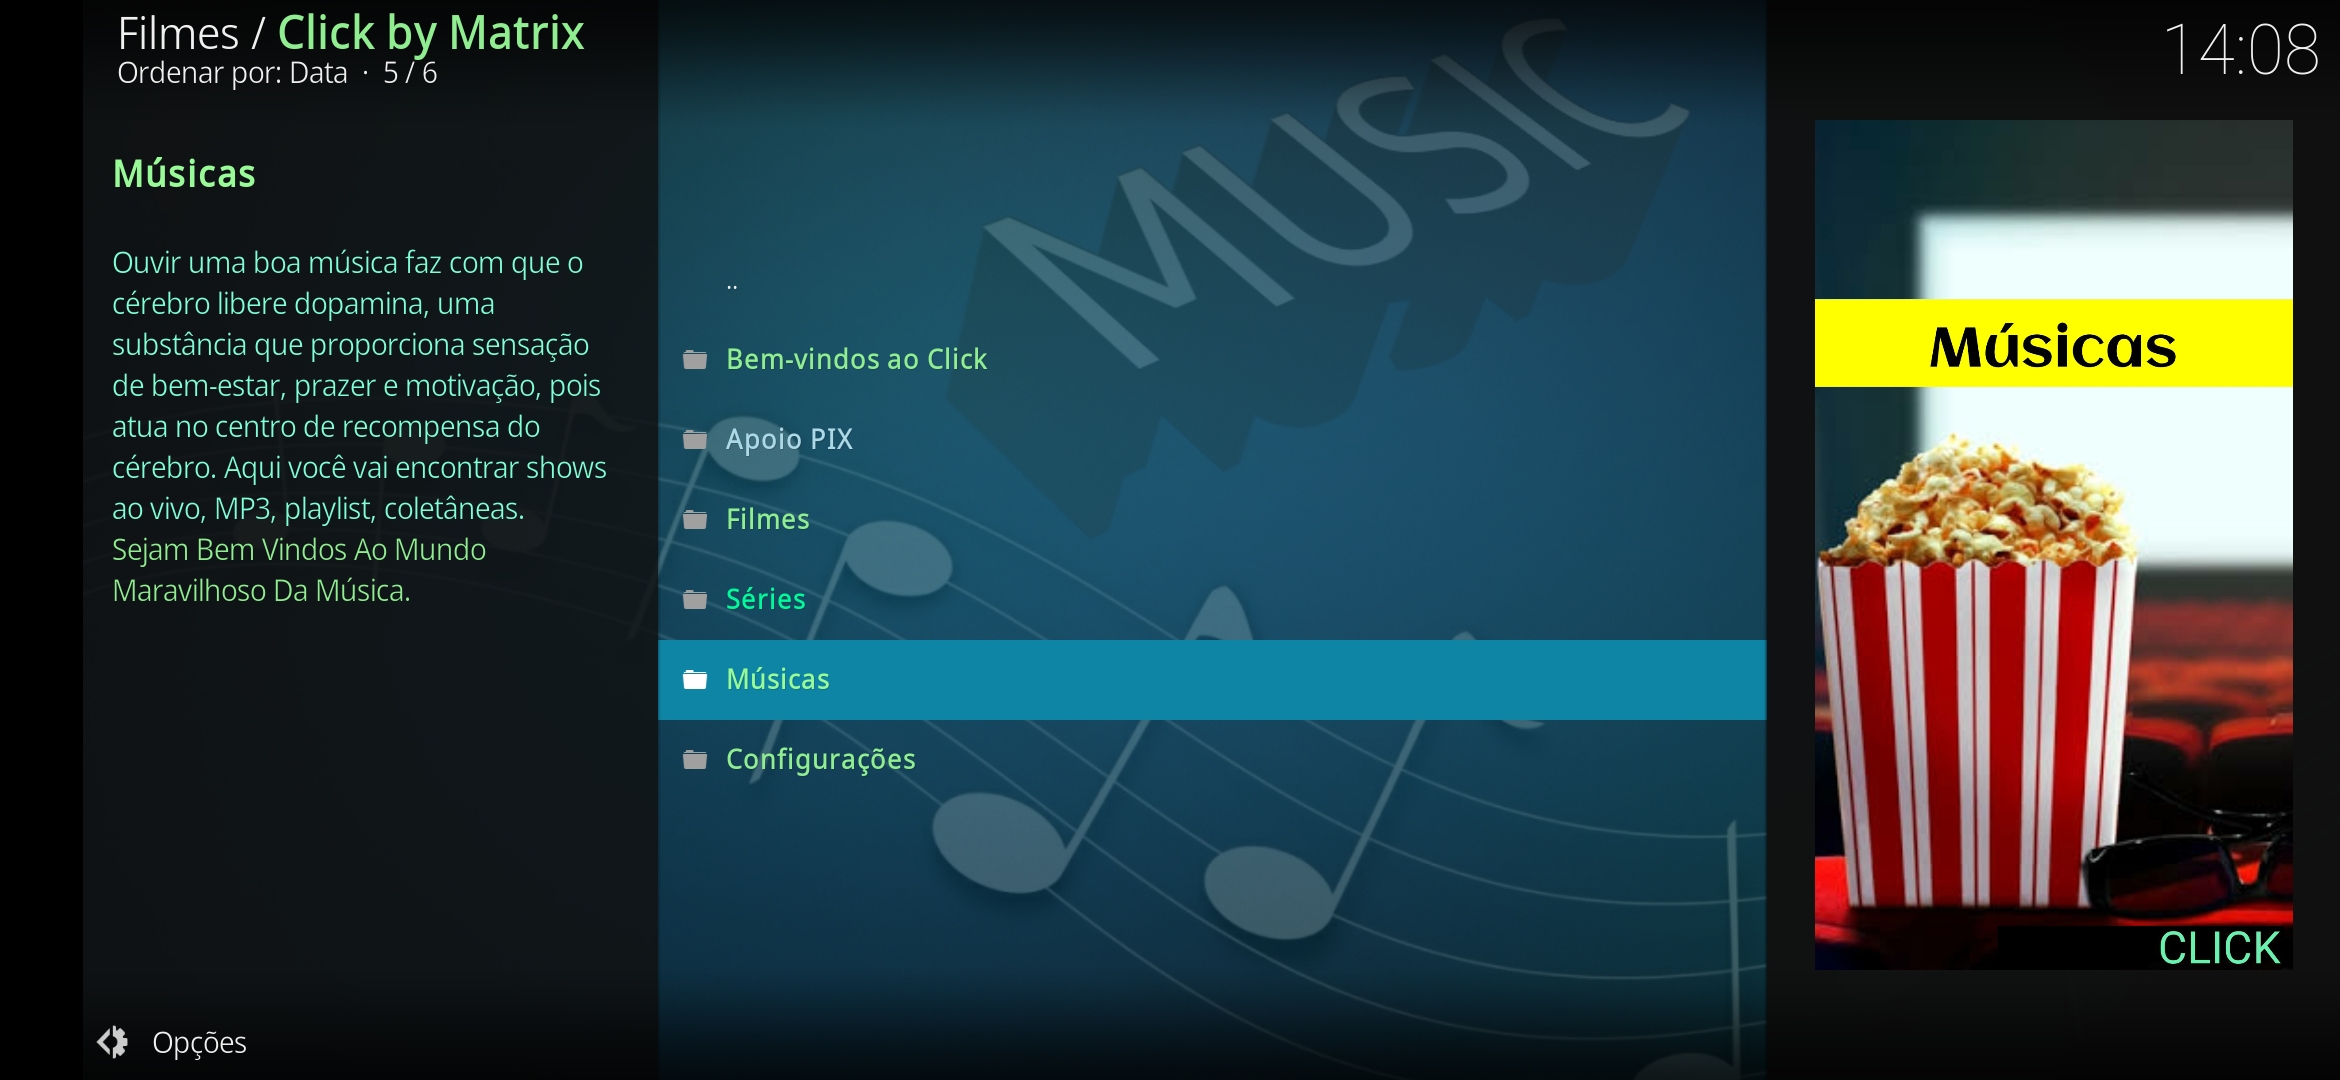 Filmes / Click by Matrix
Ordenar por: Data · 5 / 6
14:08
Músicas
Ouvir uma boa música faz com que o
cérebro libere dopamina, uma
substância que proporciona sensação
de bem-estar, prazer e motivação, pois
atua no centro de recompensa do
cérebro. Aqui você vai encontrar shows
ao vivo, MP3, playlist, coletâneas.
Sejam Bem Vindos Ao Mundo
Maravilhoso Da Música.
MUSIC
..
Bem-vindos ao Click
Apoio PIX
Filmes
Séries
Músicas
Configurações
Músicas
CLICK
Opções